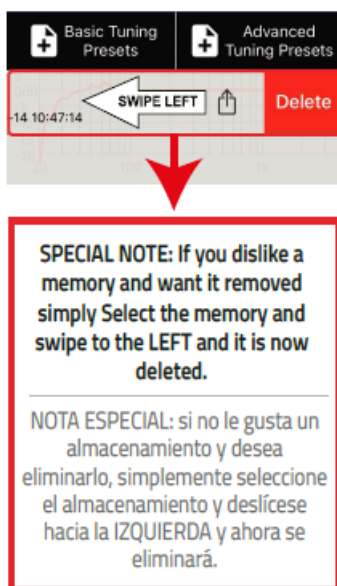 Basic Tuning
Presets
Advanced
Tuning Presets
SWIPE LEFT
Delete
-14 10:47:14
20
100
1k
SPECIAL NOTE: If you dislike a
memory and want it removed
simply Select the memory and
swipe to the LEFT and it is now
deleted.
NOTA ESPECIAL: si no le gusta un
almacenamiento y desea
eliminarlo, simplemente seleccione
el almacenamiento y deslícese
hacia la IZQUIERDA y ahora se
eliminará.